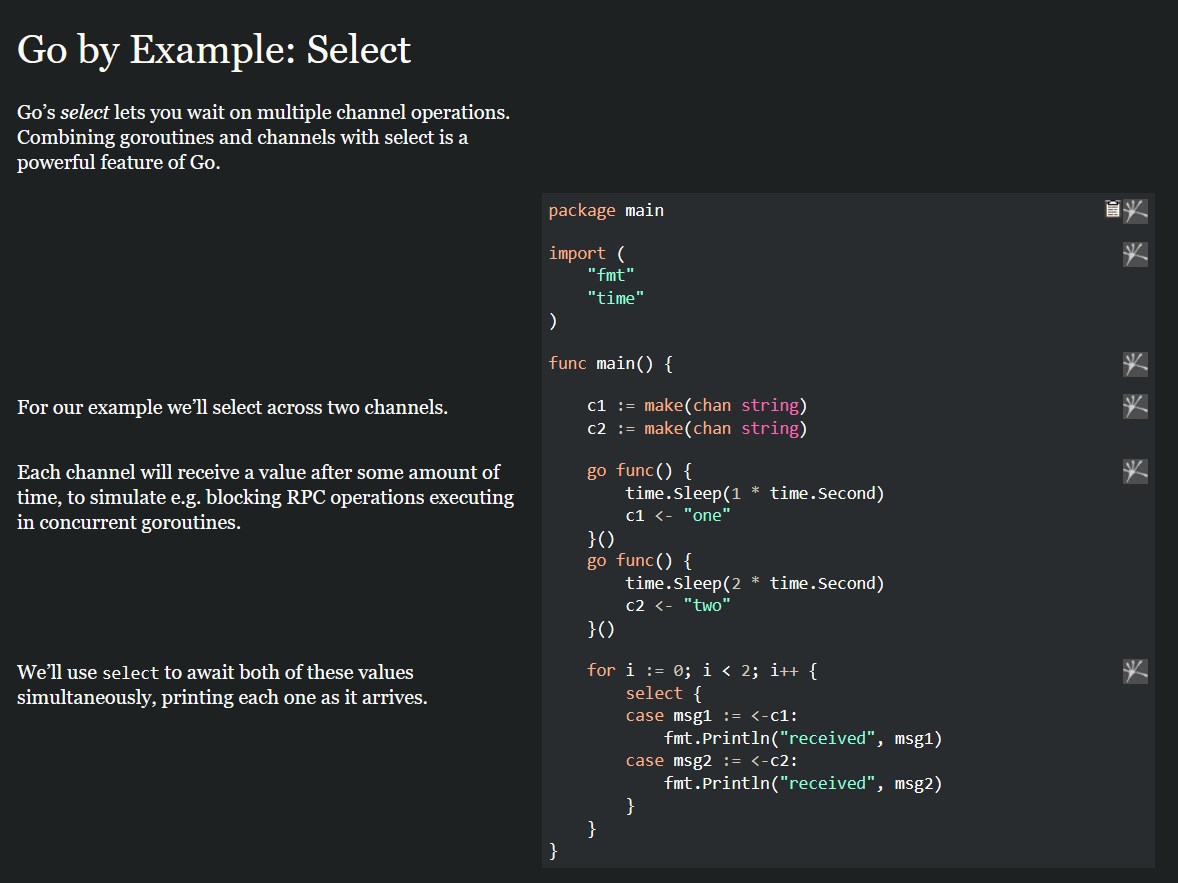 Go by Example: Select
Go’s select lets you wait on multiple channel operations.
Combining goroutines and channels with select is a
powerful feature of Go.
package main
import (
    "fmt"
    "time"
)
func main() {
For our example we’ll select across two channels.
    c1 := make(chan string)
    c2 := make(chan string)
Each channel will receive a value after some amount of
time, to simulate e.g. blocking RPC operations executing
in concurrent goroutines.
    go func() {
        time.Sleep(1 * time.Second)
        c1 <- "one"
    }()
    go func() {
        time.Sleep(2 * time.Second)
        c2 <- "two"
    }()
We’ll use select to await both of these values
simultaneously, printing each one as it arrives.
    for i := 0; i < 2; i++ {
        select {
        case msg1 := <-c1:
            fmt.Println("received", msg1)
        case msg2 := <-c2:
            fmt.Println("received", msg2)
        }
    }
}